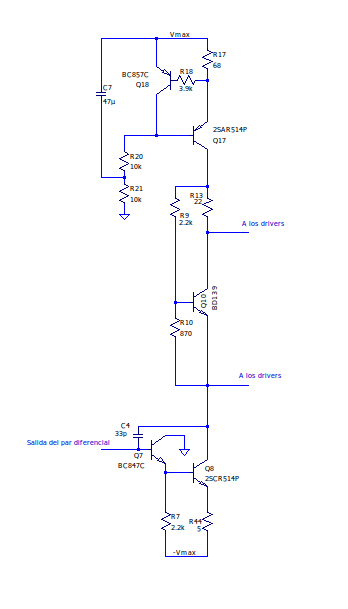 Vmax
R17
68
BC857C
Q18
R18
3.9k
C7
47µ
2SAR514P
Q17
R20
10k
R21
10k
R13
22
R9
2.2k
A los drivers
Q10
BD139
R10
870
A los drivers
C4
33p
Salida del par diferencial
Q7
BC847C
Q8
2SCR514P
R7
2.2k
R44
5
-Vmax